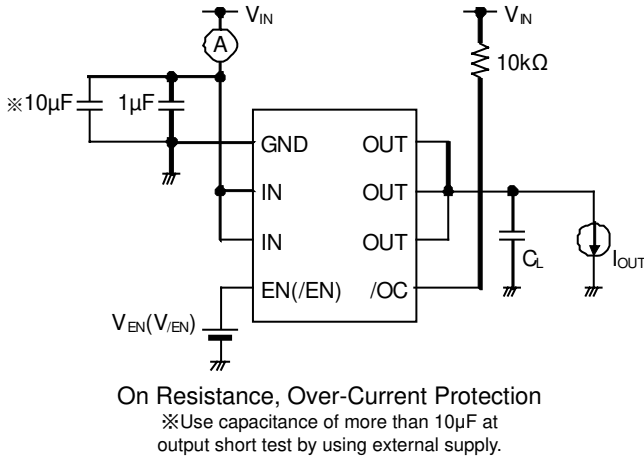 VIN
VIN
A
10kΩ
※10µF
1µF
GND
OUT
IN
OUT
IN
OUT
EN(/EN)
/OC
CL
IOUT
VEN(V/EN)
On Resistance, Over-Current Protection
※Use capacitance of more than 10µF at
output short test by using external supply.